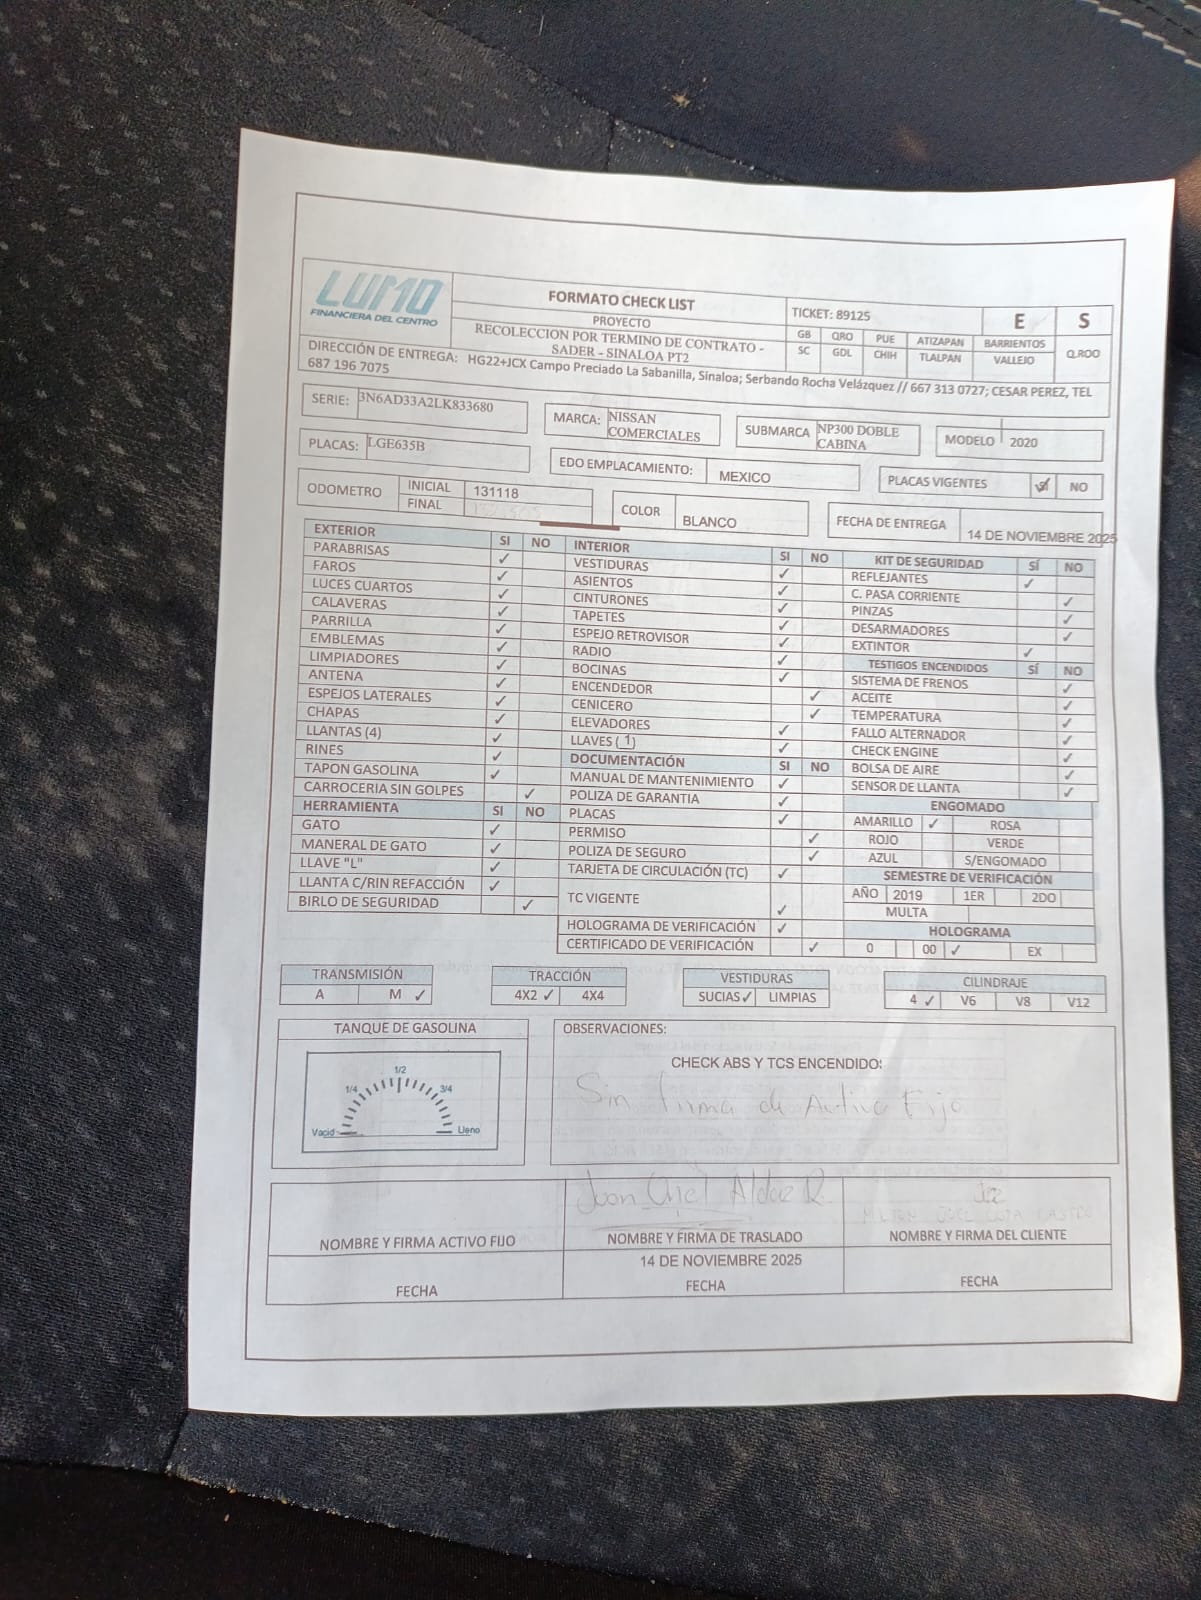 LUMO
FINANCIERA DEL CENTRO
FORMATO CHECK LIST
PROYECTO
RECOLECCION POR TERMINO DE CONTRATO -
SADER - SINALOA PT2
TICKET: 89125
E S
GB QRO PUE ATIZAPAN BARRIENTOS Q.ROO
SC GDL CHIH TLALPAN VALLEJO
DIRECCIÓN DE ENTREGA: HG22+JCX Campo Preciado La Sabanilla, Sinaloa; Serbando Rocha Velázquez // 667 313 0727; CESAR PEREZ, TEL
687 196 7075
SERIE: 3N6AD33A2LK833680
MARCA: NISSAN COMERCIALES
SUBMARCA NP300 DOBLE CABINA
MODELO 2020
PLACAS: LGE635B
EDO EMPLACAMIENTO: MEXICO
PLACAS VIGENTES SI ✓ NO
ODOMETRO INICIAL 131118
FINAL
COLOR BLANCO
FECHA DE ENTREGA 14 DE NOVIEMBRE 2025
EXTERIOR SI NO
PARABRISAS ✓
FAROS ✓
LUCES CUARTOS ✓
CALAVERAS ✓
PARRILLA ✓
EMBLEMAS ✓
LIMPIADORES ✓
ANTENA ✓
ESPEJOS LATERALES ✓
CHAPAS ✓
LLANTAS (4) ✓
RINES ✓
TAPON GASOLINA ✓
CARROCERIA SIN GOLPES ✓
HERRAMIENTA SI NO
GATO ✓
MANERAL DE GATO ✓
LLAVE "L" ✓
LLANTA C/RIN REFACCIÓN ✓
BIRLO DE SEGURIDAD ✓
INTERIOR SI NO
VESTIDURAS ✓
ASIENTOS ✓
CINTURONES ✓
TAPETES ✓
ESPEJO RETROVISOR ✓
RADIO ✓
BOCINAS ✓
ENCENDEDOR ✓
CENICERO ✓
ELEVADORES ✓
LLAVES ( 1 ) ✓
DOCUMENTACIÓN SI NO
MANUAL DE MANTENIMIENTO ✓
POLIZA DE GARANTIA ✓
PLACAS ✓
PERMISO ✓
POLIZA DE SEGURO ✓
TARJETA DE CIRCULACIÓN (TC) ✓
TC VIGENTE ✓
HOLOGRAMA DE VERIFICACIÓN ✓
CERTIFICADO DE VERIFICACIÓN ✓
KIT DE SEGURIDAD SÍ NO
REFLEJANTES ✓
C. PASA CORRIENTE ✓
PINZAS ✓
DESARMADORES ✓
EXTINTOR ✓
TESTIGOS ENCENDIDOS SÍ NO
SISTEMA DE FRENOS ✓
ACEITE ✓
TEMPERATURA ✓
FALLO ALTERNADOR ✓
CHECK ENGINE ✓
BOLSA DE AIRE ✓
SENSOR DE LLANTA ✓
ENGOMADO
AMARILLO ✓ ROSA
ROJO VERDE
AZUL S/ENGOMADO
SEMESTRE DE VERIFICACIÓN
AÑO 2019 1ER 2DO
MULTA
HOLOGRAMA
0 00 ✓ EX
TRANSMISIÓN
A M ✓
TRACCIÓN
4X2 ✓ 4X4
VESTIDURAS
SUCIAS ✓ LIMPIAS
CILINDRAJE
4 ✓ V6 V8 V12
TANQUE DE GASOLINA
1/4 1/2 3/4
Vacio Lleno
OBSERVACIONES:
CHECK ABS Y TCS ENCENDIDO:
Sin firma de Activo Fijo
Juan Uriel Aldaz R.
NOMBRE Y FIRMA ACTIVO FIJO
NOMBRE Y FIRMA DE TRASLADO
NOMBRE Y FIRMA DEL CLIENTE
14 DE NOVIEMBRE 2025
FECHA
FECHA
FECHA